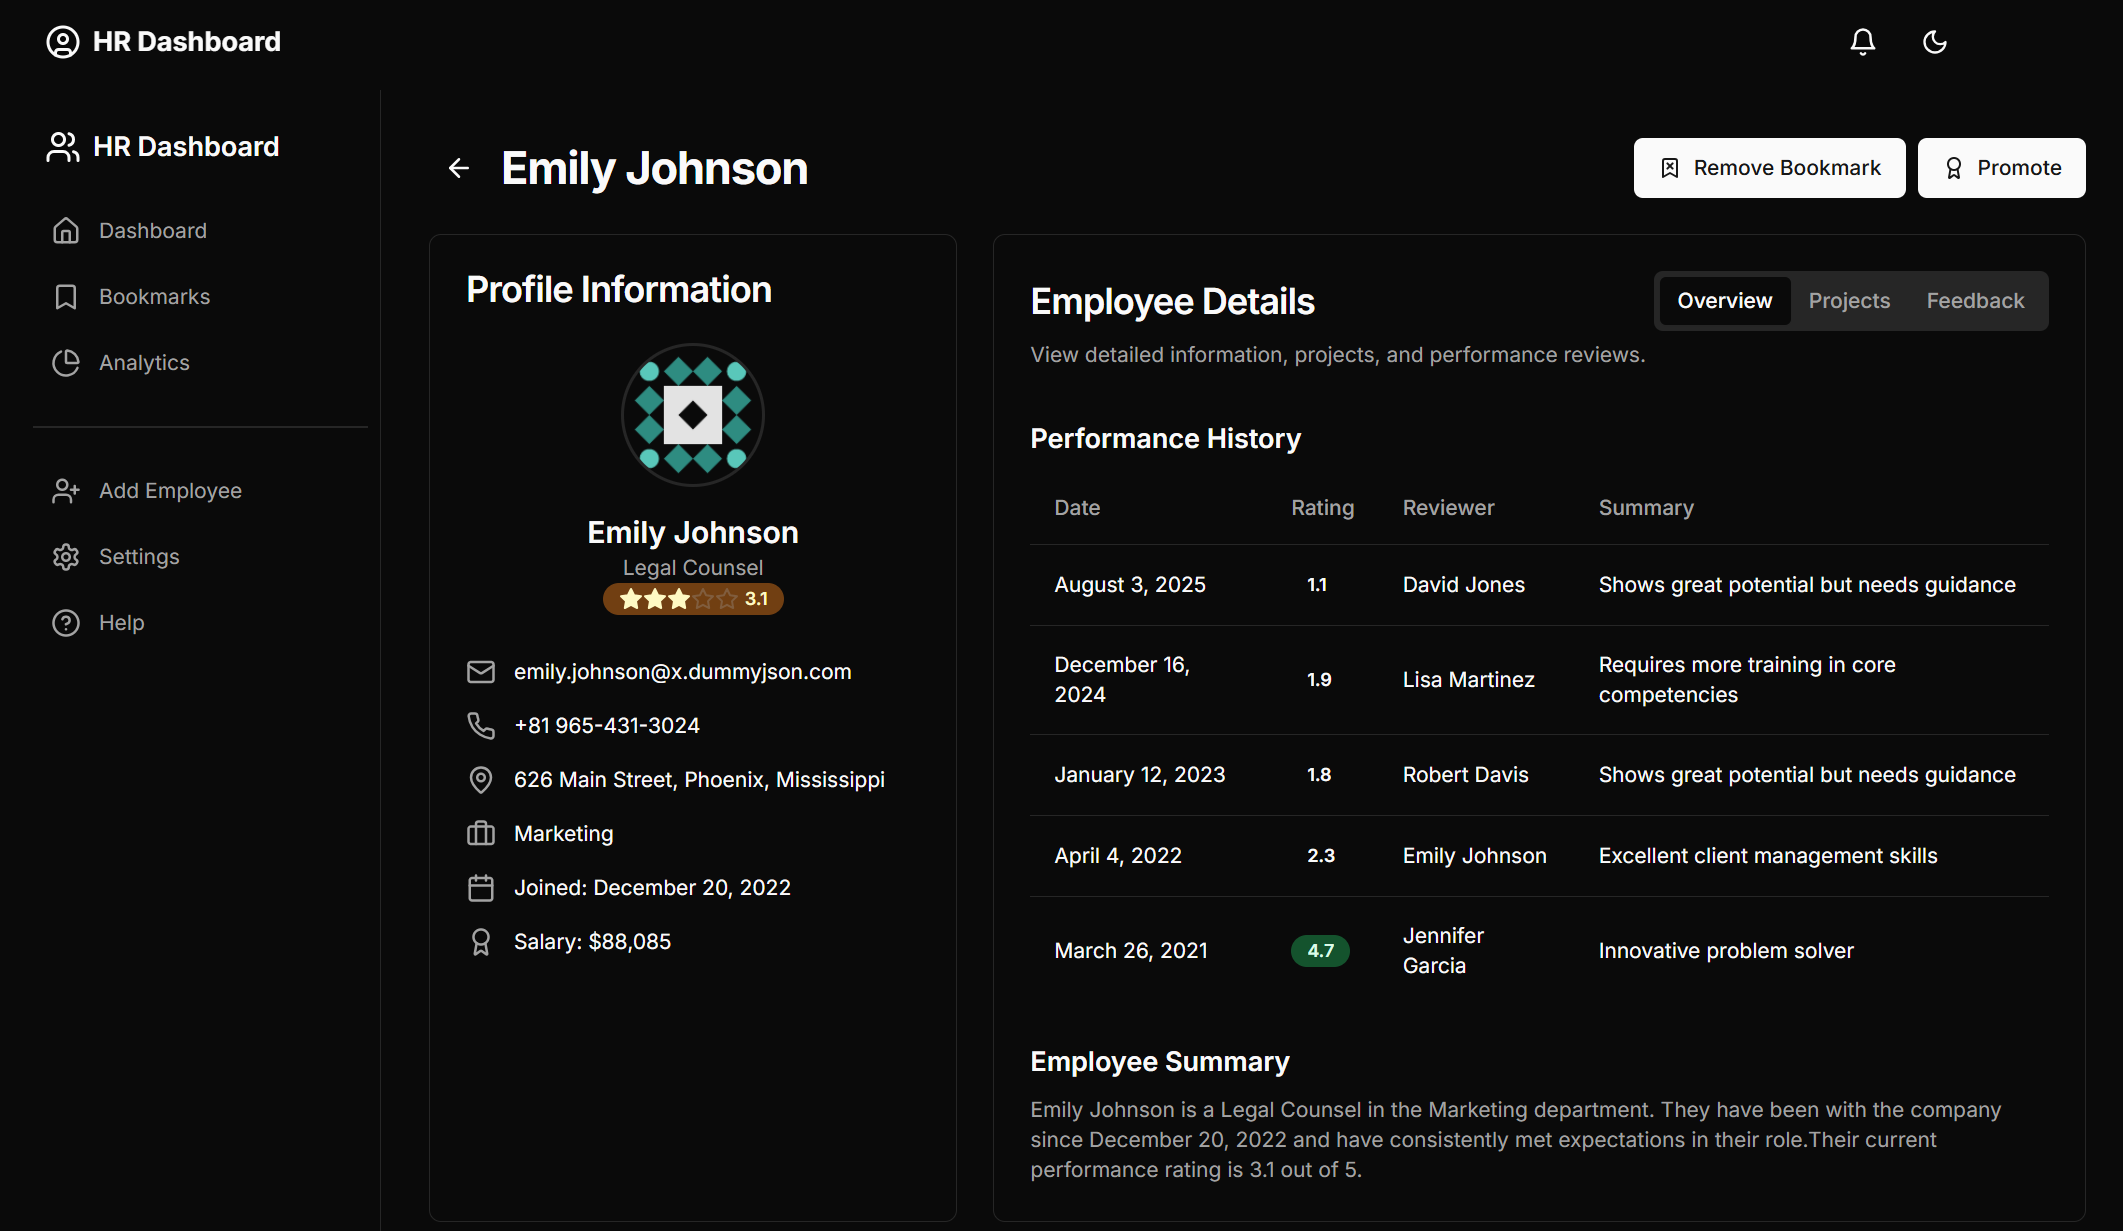 HR Dashboard
HR Dashboard
Dashboard
Bookmarks
Analytics
Add Employee
Settings
Help
Emily Johnson
Remove Bookmark
Promote
Profile Information
Emily Johnson
Legal Counsel
3.1
emily.johnson@x.dummyjson.com
+81 965-431-3024
626 Main Street, Phoenix, Mississippi
Marketing
Joined: December 20, 2022
Salary: $88,085
Employee Details
Overview Projects Feedback
View detailed information, projects, and performance reviews.
Performance History
Date Rating Reviewer Summary
August 3, 2025 1.1 David Jones Shows great potential but needs guidance
December 16,
2024
1.9
Lisa Martinez
Requires more training in core
competencies
January 12, 2023 1.8 Robert Davis Shows great potential but needs guidance
April 4, 2022 2.3 Emily Johnson Excellent client management skills
March 26, 2021
4.7
Jennifer
Garcia
Innovative problem solver
Employee Summary
Emily Johnson is a Legal Counsel in the Marketing department. They have been with the company
since December 20, 2022 and have consistently met expectations in their role.Their current
performance rating is 3.1 out of 5.